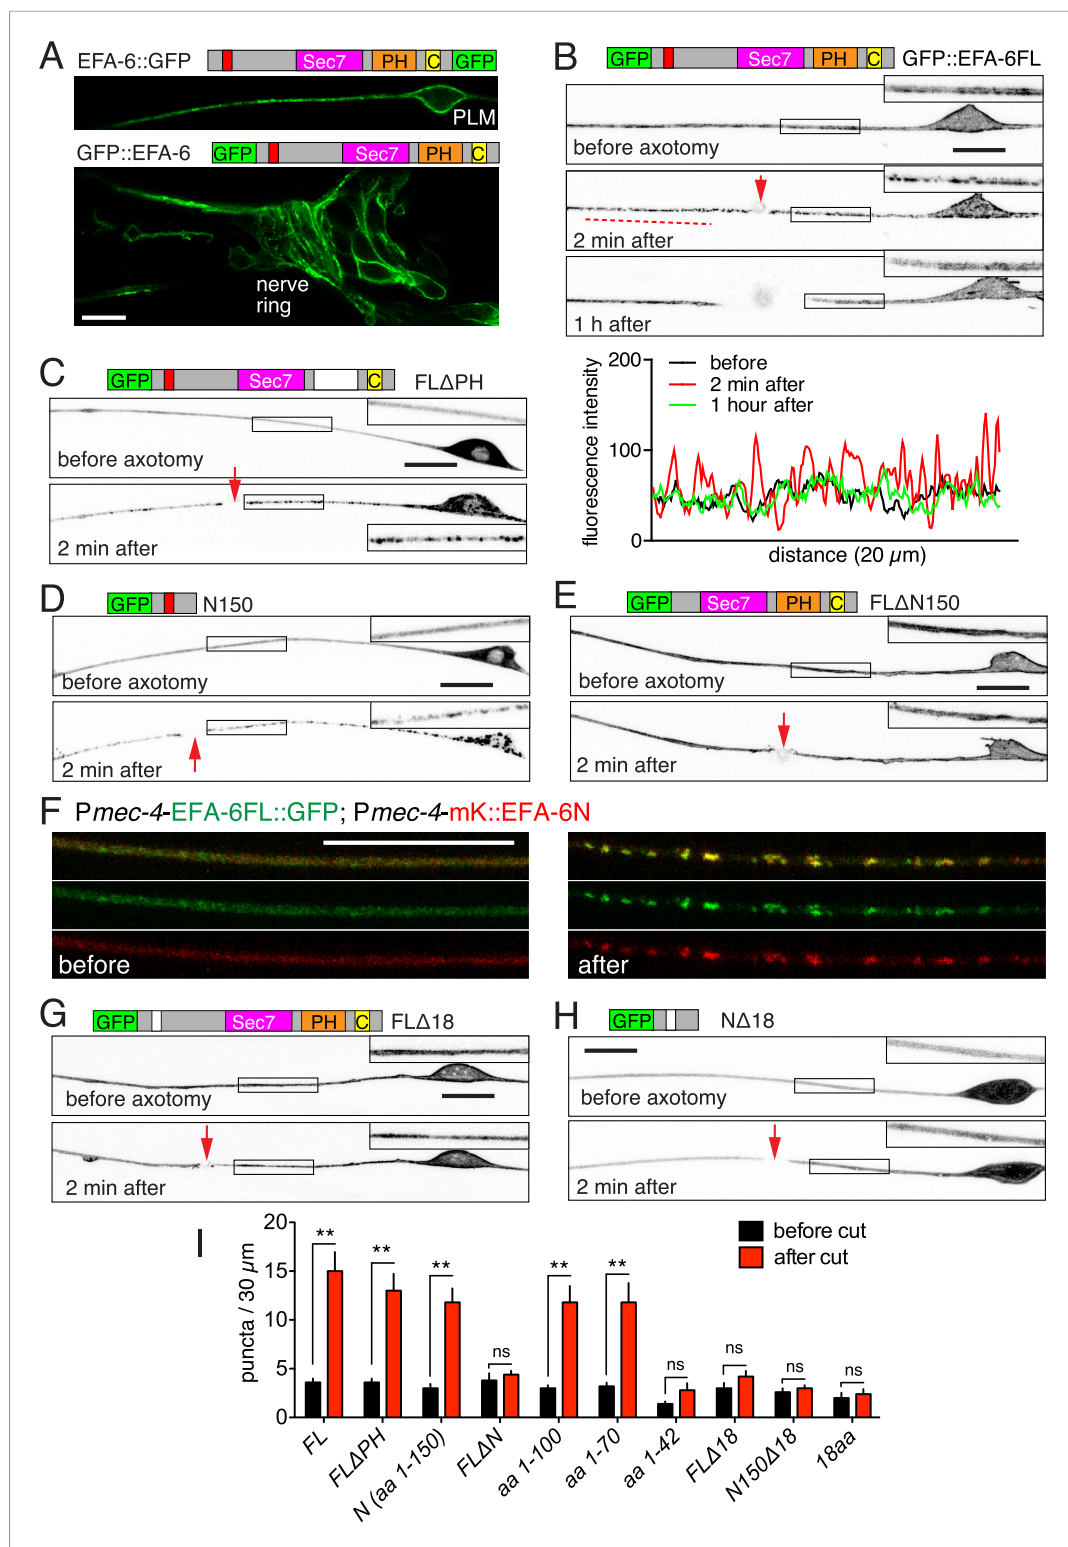 A
EFA-6::GFP
Sec7 PH C GFP
PLM
GFP::EFA-6
GFP Sec7 PH C
nerve
ring
B
GFP Sec7 PH C
GFP::EFA-6FL
before axotomy
2 min after
1 h after
200
100
0
fluorescence intensity
before
2 min after
1 hour after
distance (20 µm)
C
GFP Sec7 C
FLΔPH
before axotomy
2 min after
D
GFP
N150
before axotomy
2 min after
E
GFP Sec7 PH C
FLΔN150
before axotomy
2 min after
F
Pmec-4-EFA-6FL::GFP; Pmec-4-mK::EFA-6N
before
after
G
GFP Sec7 PH C
FLΔ18
before axotomy
2 min after
H
GFP
NΔ18
before axotomy
2 min after
I
puncta / 30 µm
20
15
10
5
0
before cut
after cut
** ** ** ns ** ** ns ns ns ns
FL
FLΔPH
N (aa 1-150)
FLΔN
aa 1-100
aa 1-70
aa 1-42
FLΔ18
N150Δ18
18aa